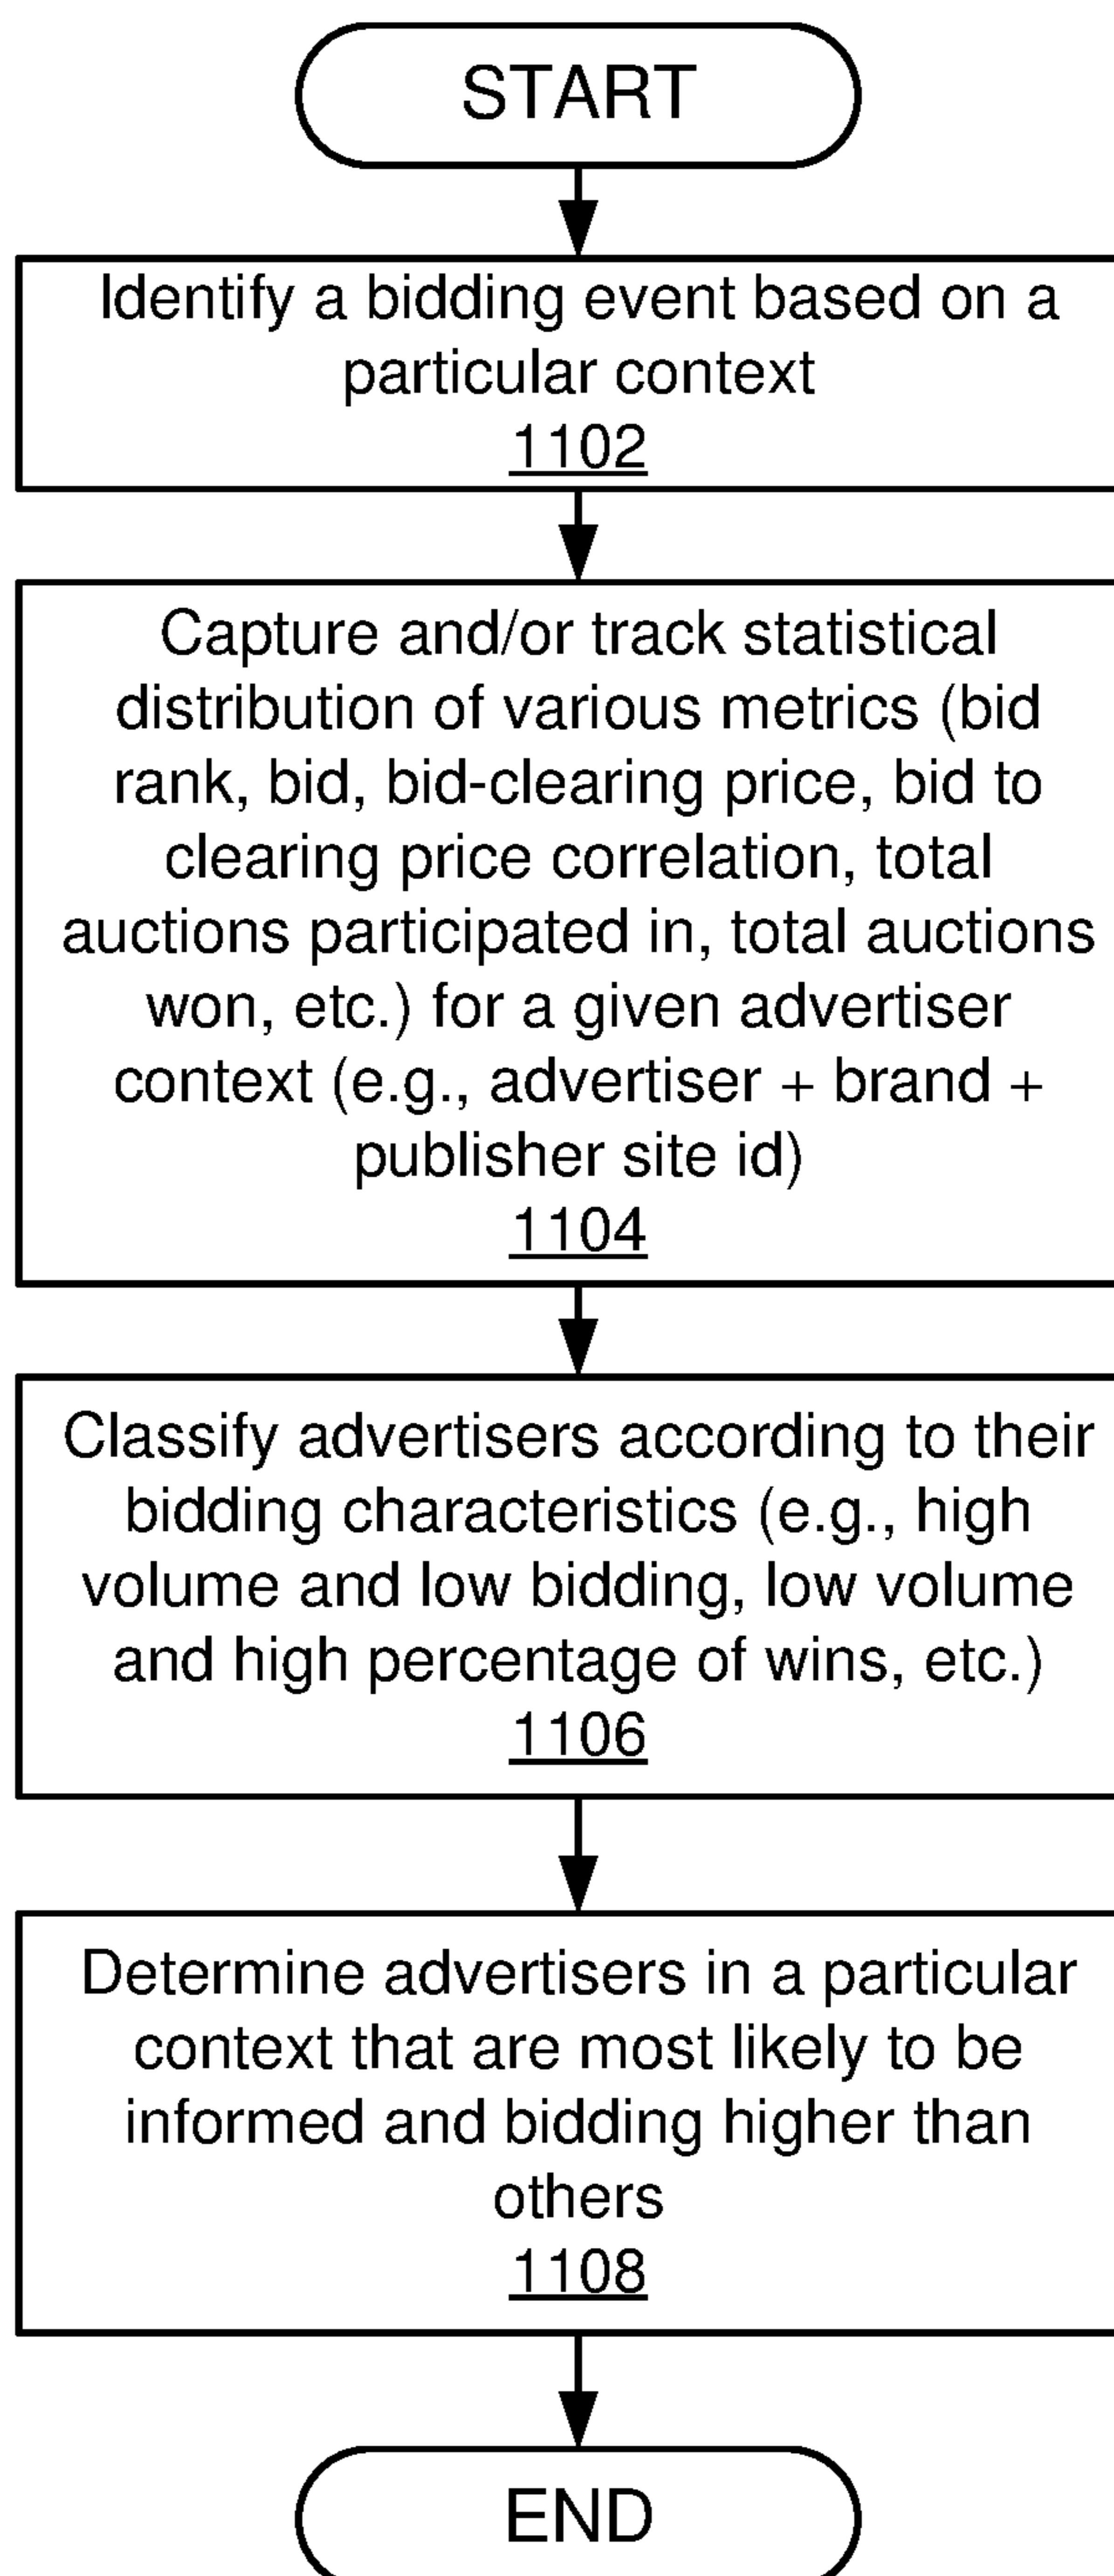 START
Identify a bidding event based on a
particular context
1102
Capture and/or track statistical
distribution of various metrics (bid
rank, bid, bid-clearing price, bid to
clearing price correlation, total
auctions participated in, total auctions
won, etc.) for a given advertiser
context (e.g., advertiser + brand +
publisher site id)
1104
Classify advertisers according to their
bidding characteristics (e.g., high
volume and low bidding, low volume
and high percentage of wins, etc.)
1106
Determine advertisers in a particular
context that are most likely to be
informed and bidding higher than
others
1108
END